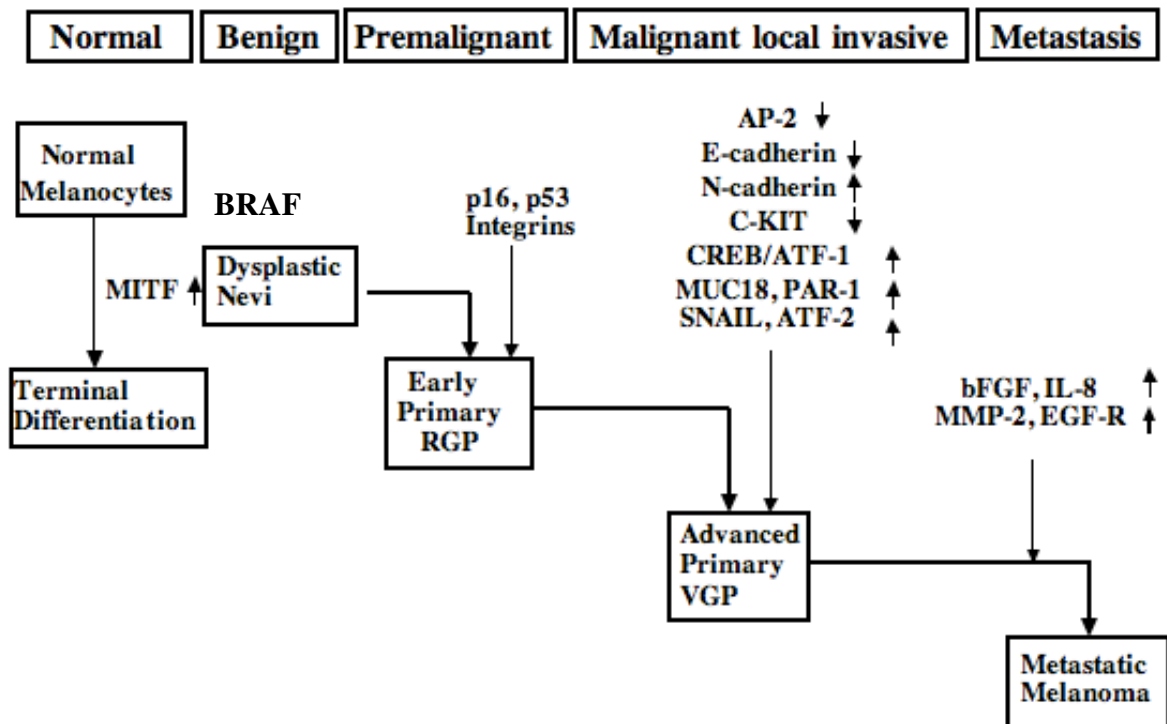 Normal
Benign
Premalignant
Malignant local invasive
Metastasis
Normal
Melanocytes
MITF
Terminal
Differentiation
BRAF
Dysplastic
Nevi
p16, p53
Integrins
Early
Primary
RGP
AP-2
E-cadherin
N-cadherin
C-KIT
CREB/ATF-1
MUC18, PAR-1
SNAIL, ATF-2
Advanced
Primary
VGP
bFGF, IL-8
MMP-2, EGF-R
Metastatic
Melanoma